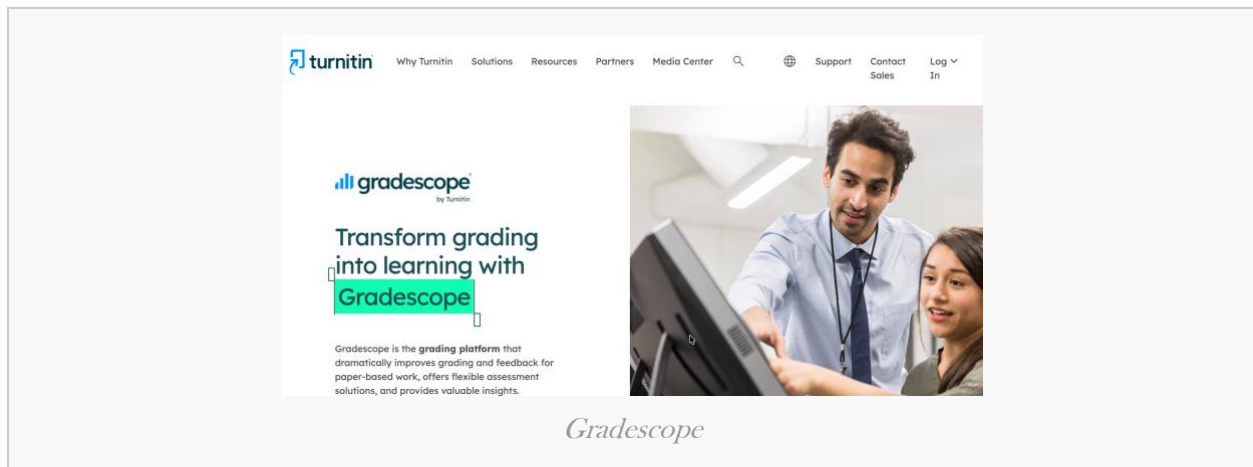 turnitin Why Turnitin Solutions Resources Partners Media Center Support Contact Sales Log In
gradescope
by Turnitin
Transform grading
into learning with
Gradescope
Gradescope is the grading platform that
dramatically improves grading and feedback for
paper-based work, offers flexible assessment
solutions, and provides valuable insights.
Gradescope